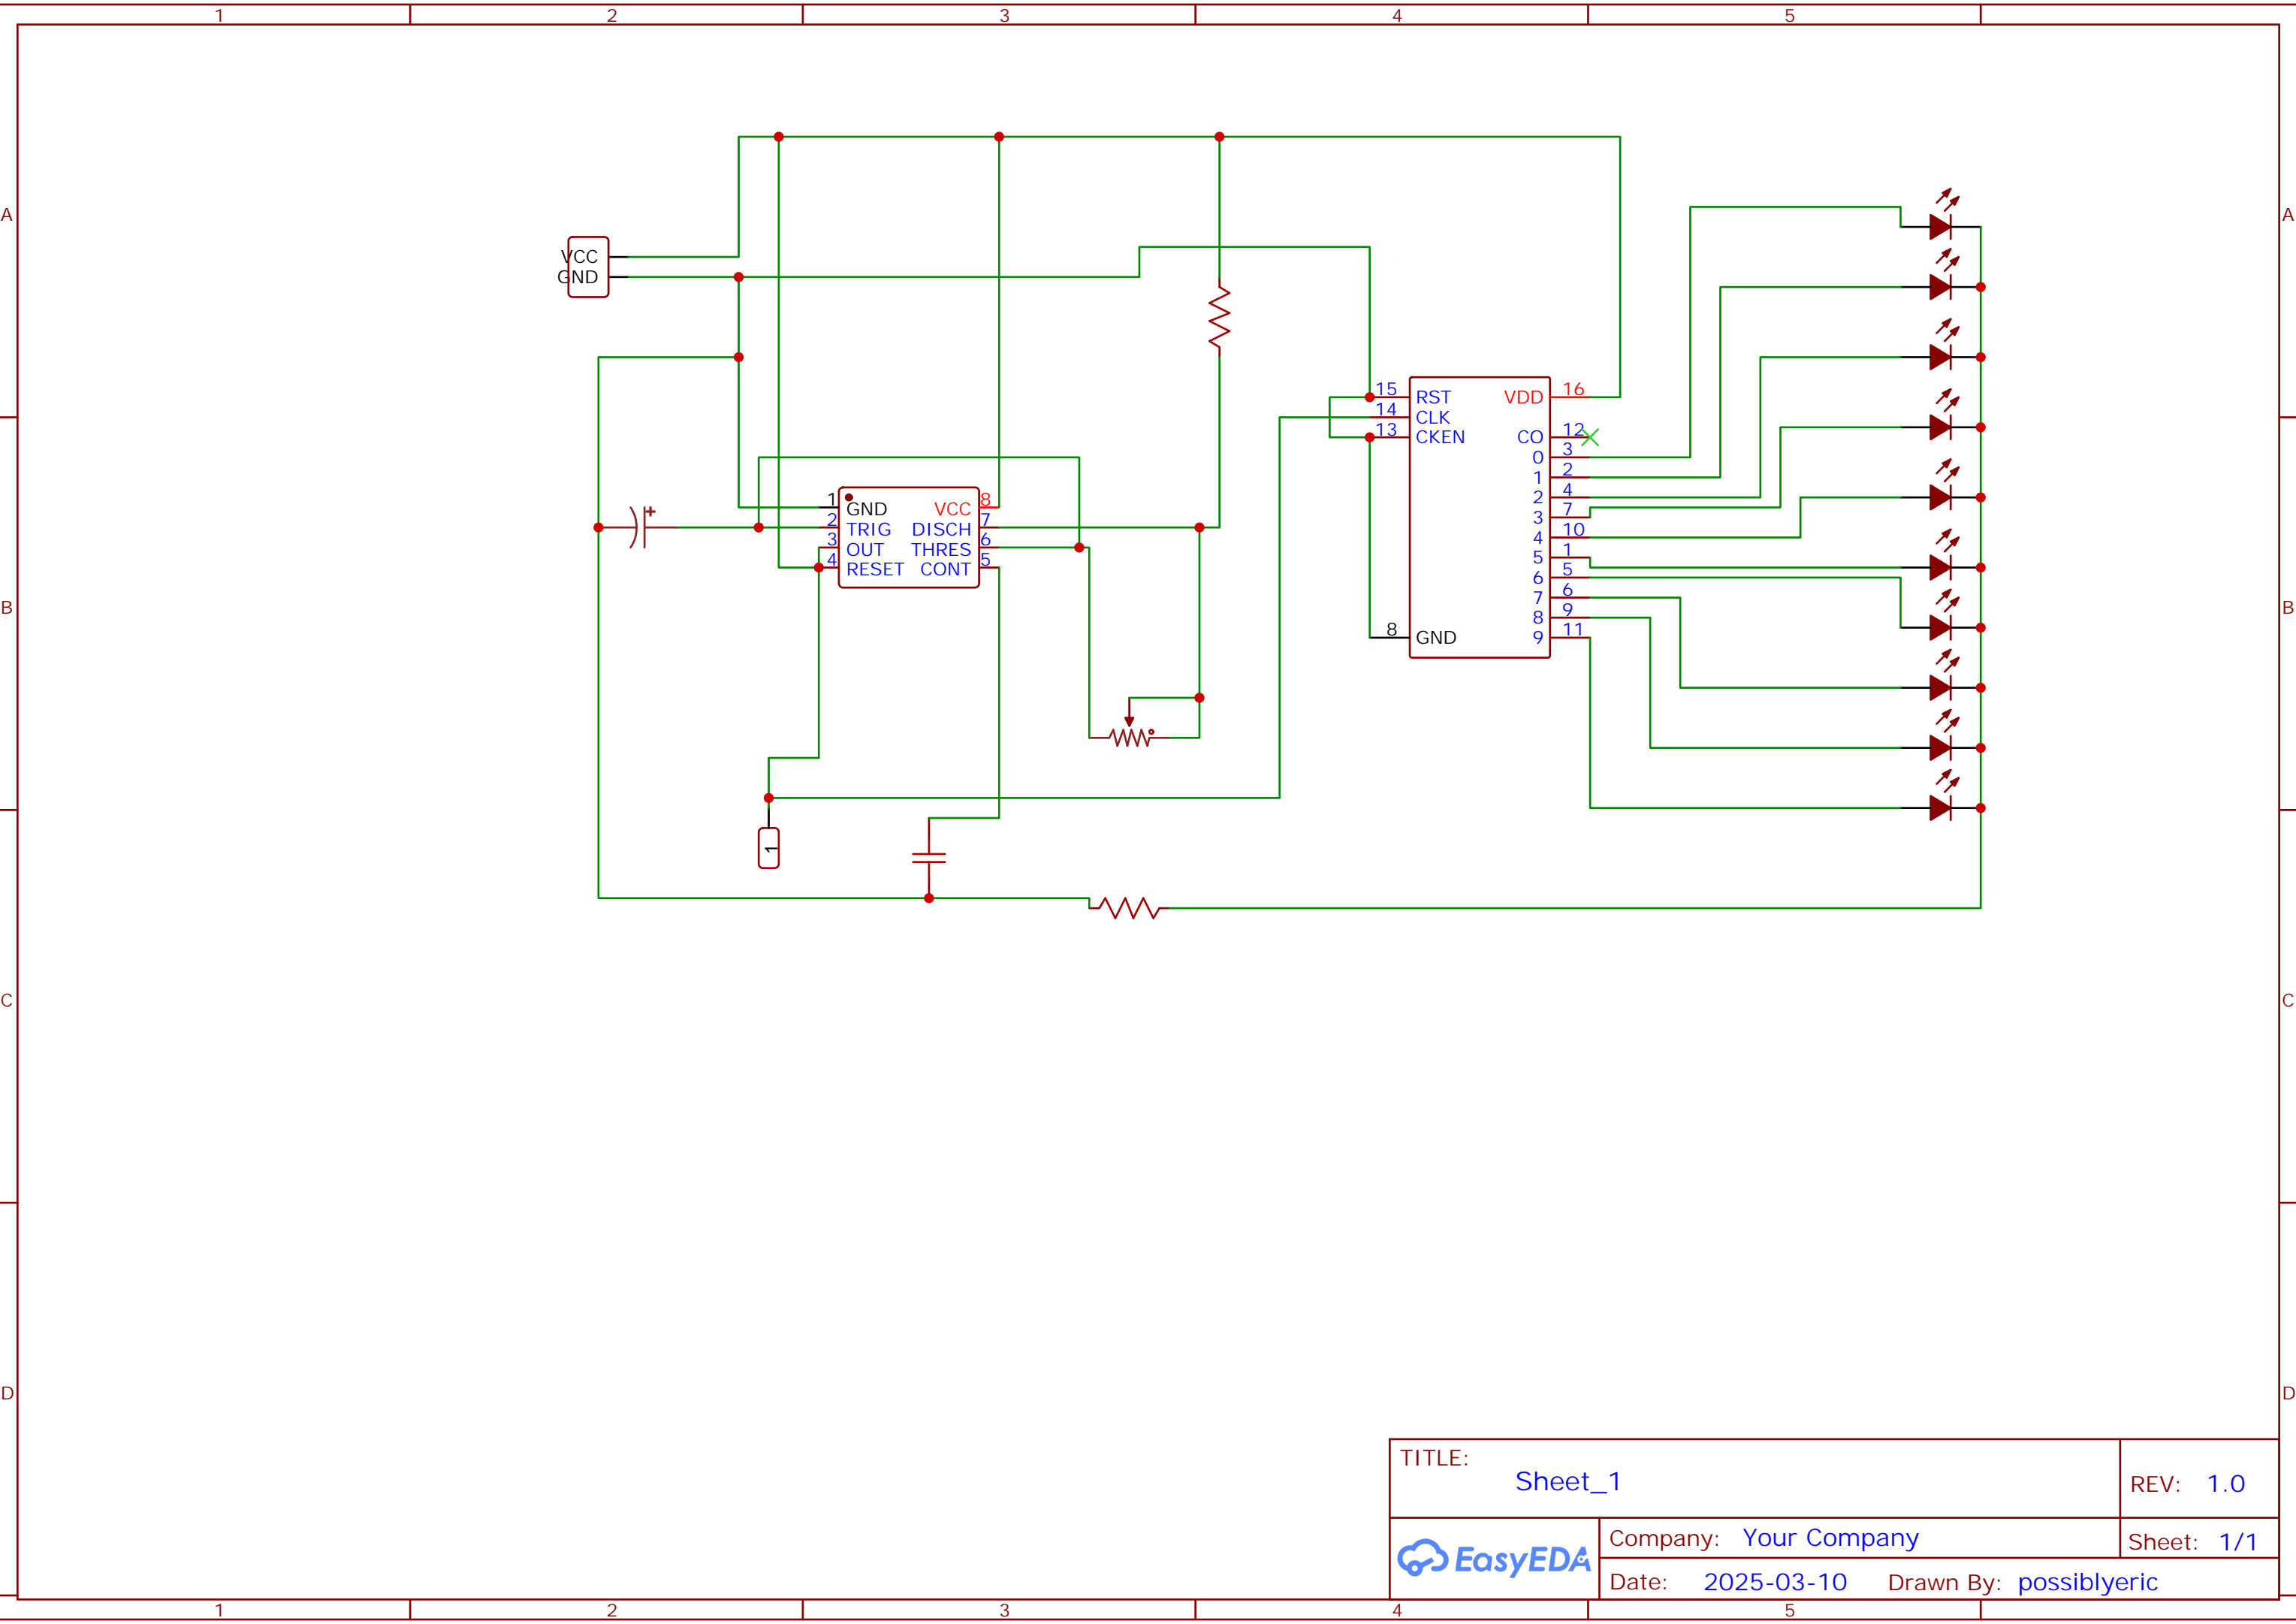 1 2 3 4 5
A A
VCC
GND
15 RST VDD 16
14 CLK
13 CKEN CO 12
0 3
1 2
2 4
3 7
4 10
5 1
6 5
7 6
8 9
8 GND 9 11
1 GND VCC 8
2 TRIG DISCH 7
3 OUT THRES 6
4 RESET CONT 5
B B
1
C C
D D
TITLE:
Sheet_1
REV: 1.0
EasyEDA
Company: Your Company
Sheet: 1/1
Date: 2025-03-10 Drawn By: possiblyeric
1 2 3 4 5